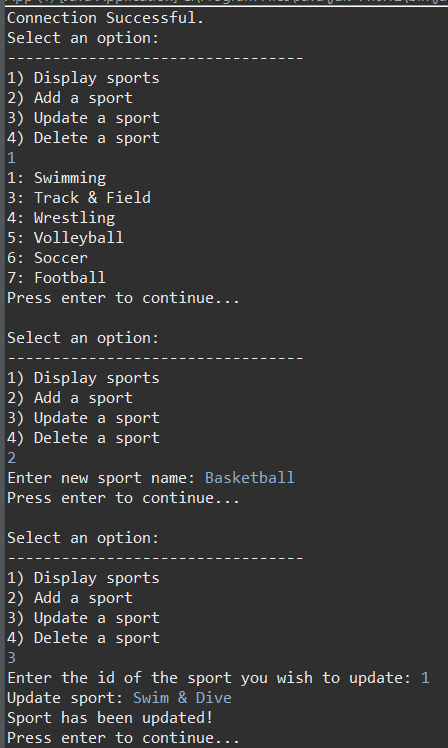 Connection Successful.
Select an option:
---------------------------------
1) Display sports
2) Add a sport
3) Update a sport
4) Delete a sport
1
1: Swimming
3: Track & Field
4: Wrestling
5: Volleyball
6: Soccer
7: Football
Press enter to continue...
Select an option:
---------------------------------
1) Display sports
2) Add a sport
3) Update a sport
4) Delete a sport
2
Enter new sport name: Basketball
Press enter to continue...
Select an option:
---------------------------------
1) Display sports
2) Add a sport
3) Update a sport
4) Delete a sport
3
Enter the id of the sport you wish to update: 1
Update sport: Swim & Dive
Sport has been updated!
Press enter to continue...